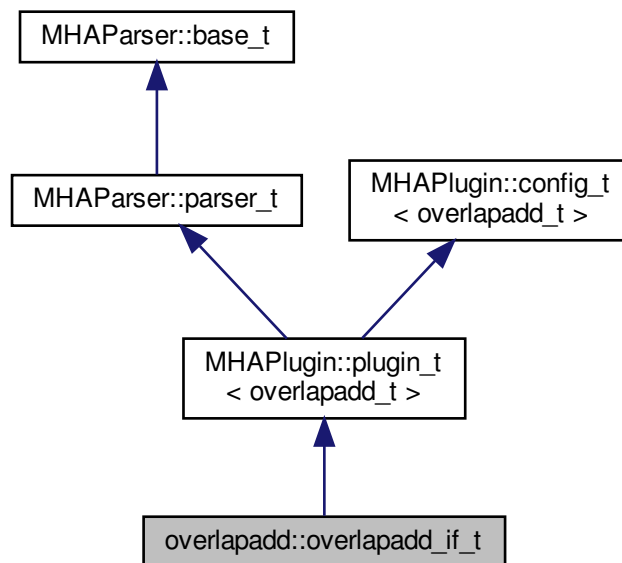 MHAParser::base_t
MHAParser::parser_t
MHAPlugin::config_t
< overlapadd_t >
MHAPlugin::plugin_t
< overlapadd_t >
overlapadd::overlapadd_if_t